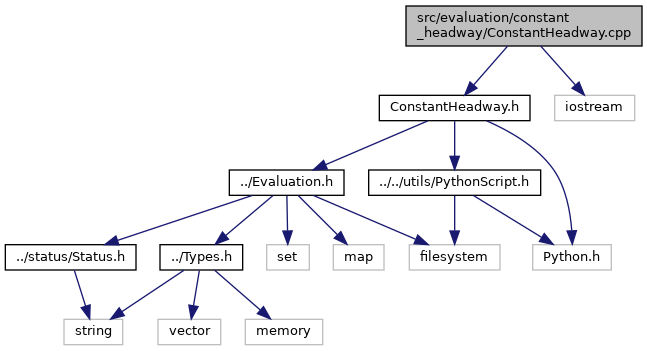 src/evaluation/constant
_headway/ConstantHeadway.cpp
ConstantHeadway.h
iostream
../Evaluation.h
../../utils/PythonScript.h
../status/Status.h
../Types.h
set
map
filesystem
Python.h
string
vector
memory